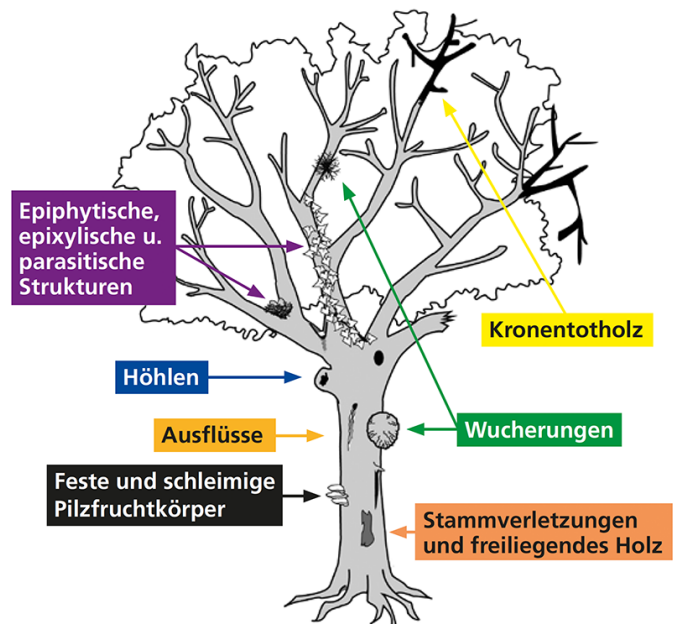 Epiphytische,
epixylische u.
parasitische
Strukturen
Kronentotholz
Höhlen
Ausflüsse
Wucherungen
Feste und schleimige
Pilzfruchtkörper
Stammverletzungen
und freiliegendes Holz